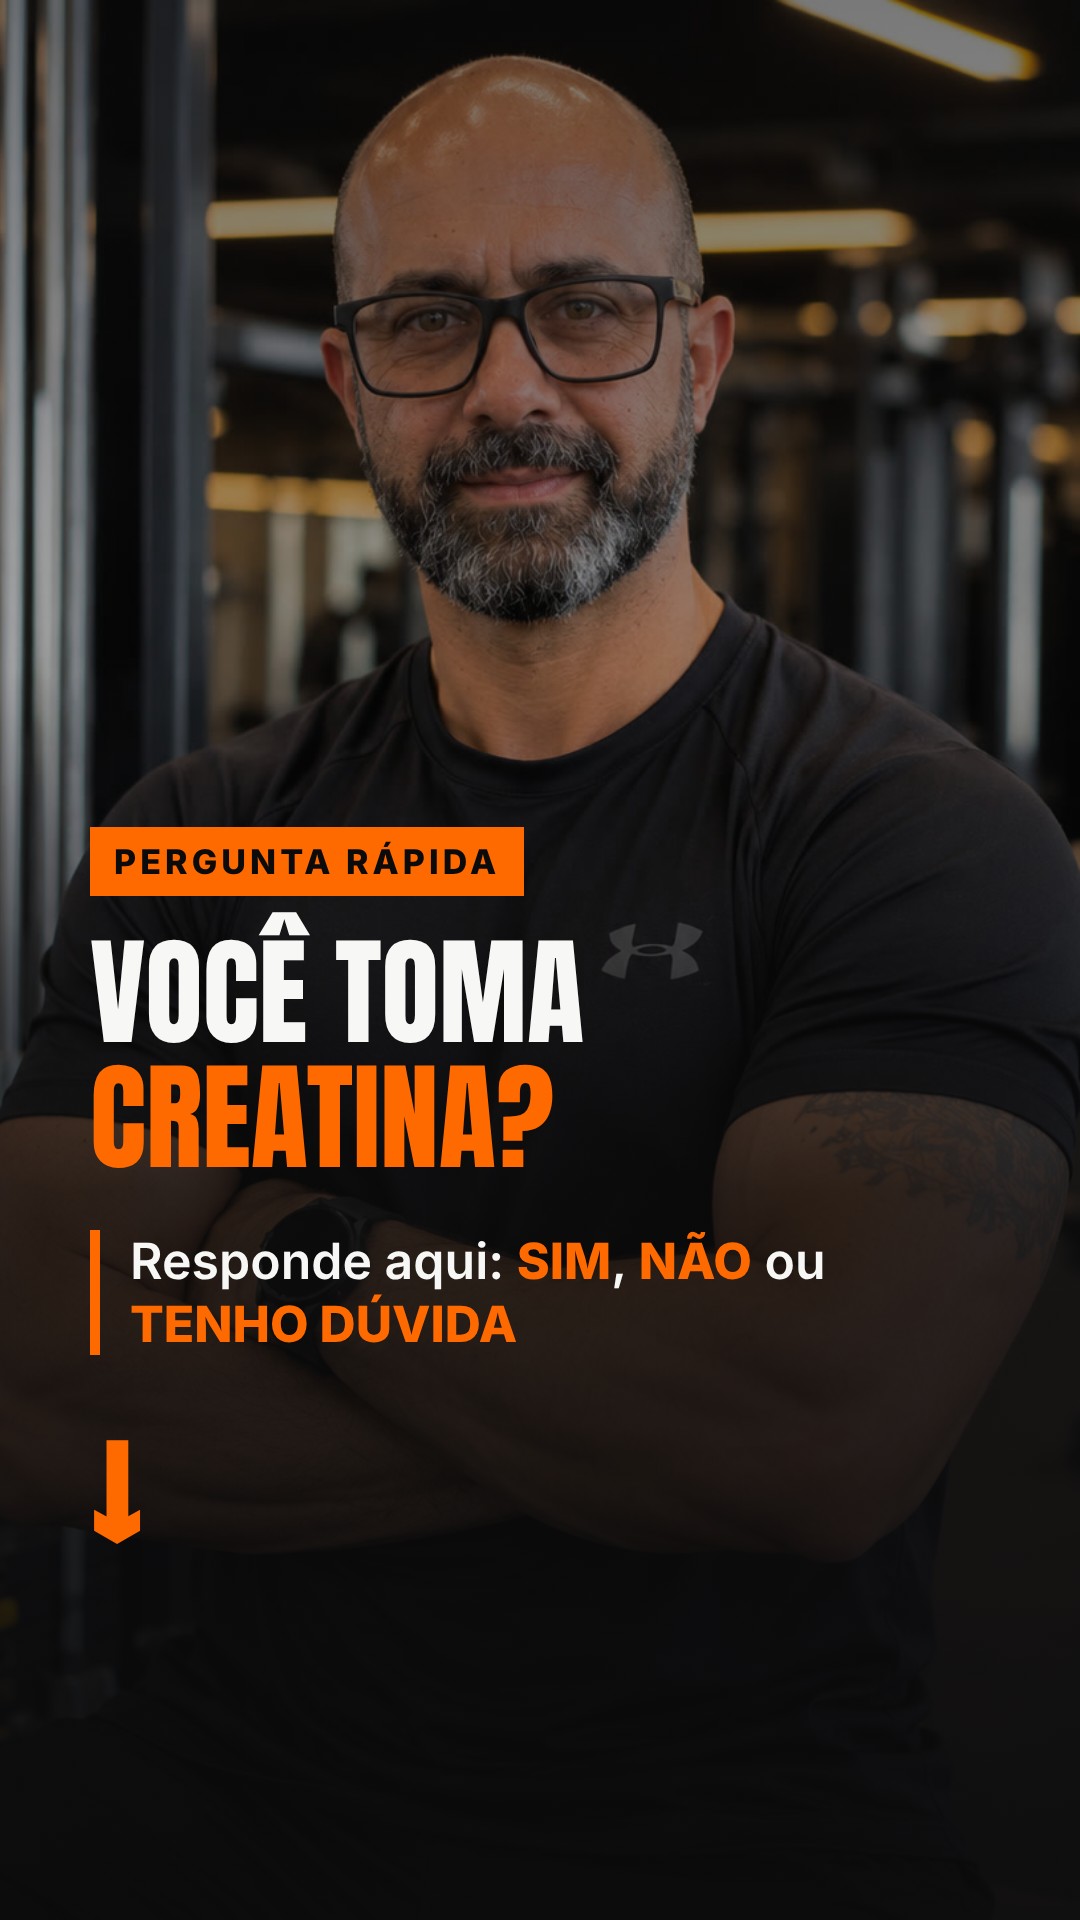 PERGUNTA RÁPIDA
VOCÊ TOMA
CREATINA?
Responde aqui: SIM, NÃO ou
TENHO DÚVIDA